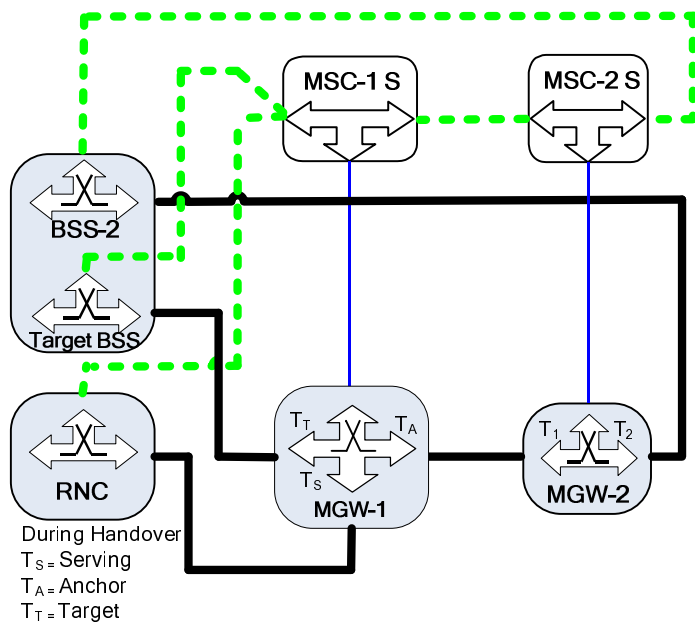 MSC-1 S
MSC-2 S
BSS-2
Target BSS
RNC
TT
TA
TS
MGW-1
T1
T2
MGW-2
During Handover
TS = Serving
TA = Anchor
TT = Target